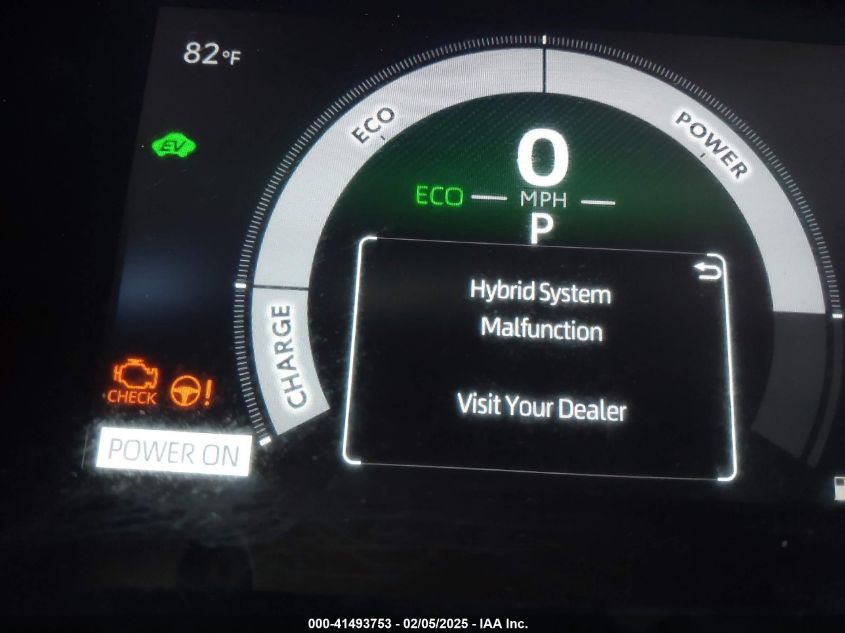 82°F
ECO
POWER
EV
0
ECO
MPH
P
Hybrid System
Malfunction
CHARGE
CHECK
!
Visit Your Dealer
POWER ON
000-41493753 - 02/05/2025 - IAA Inc.